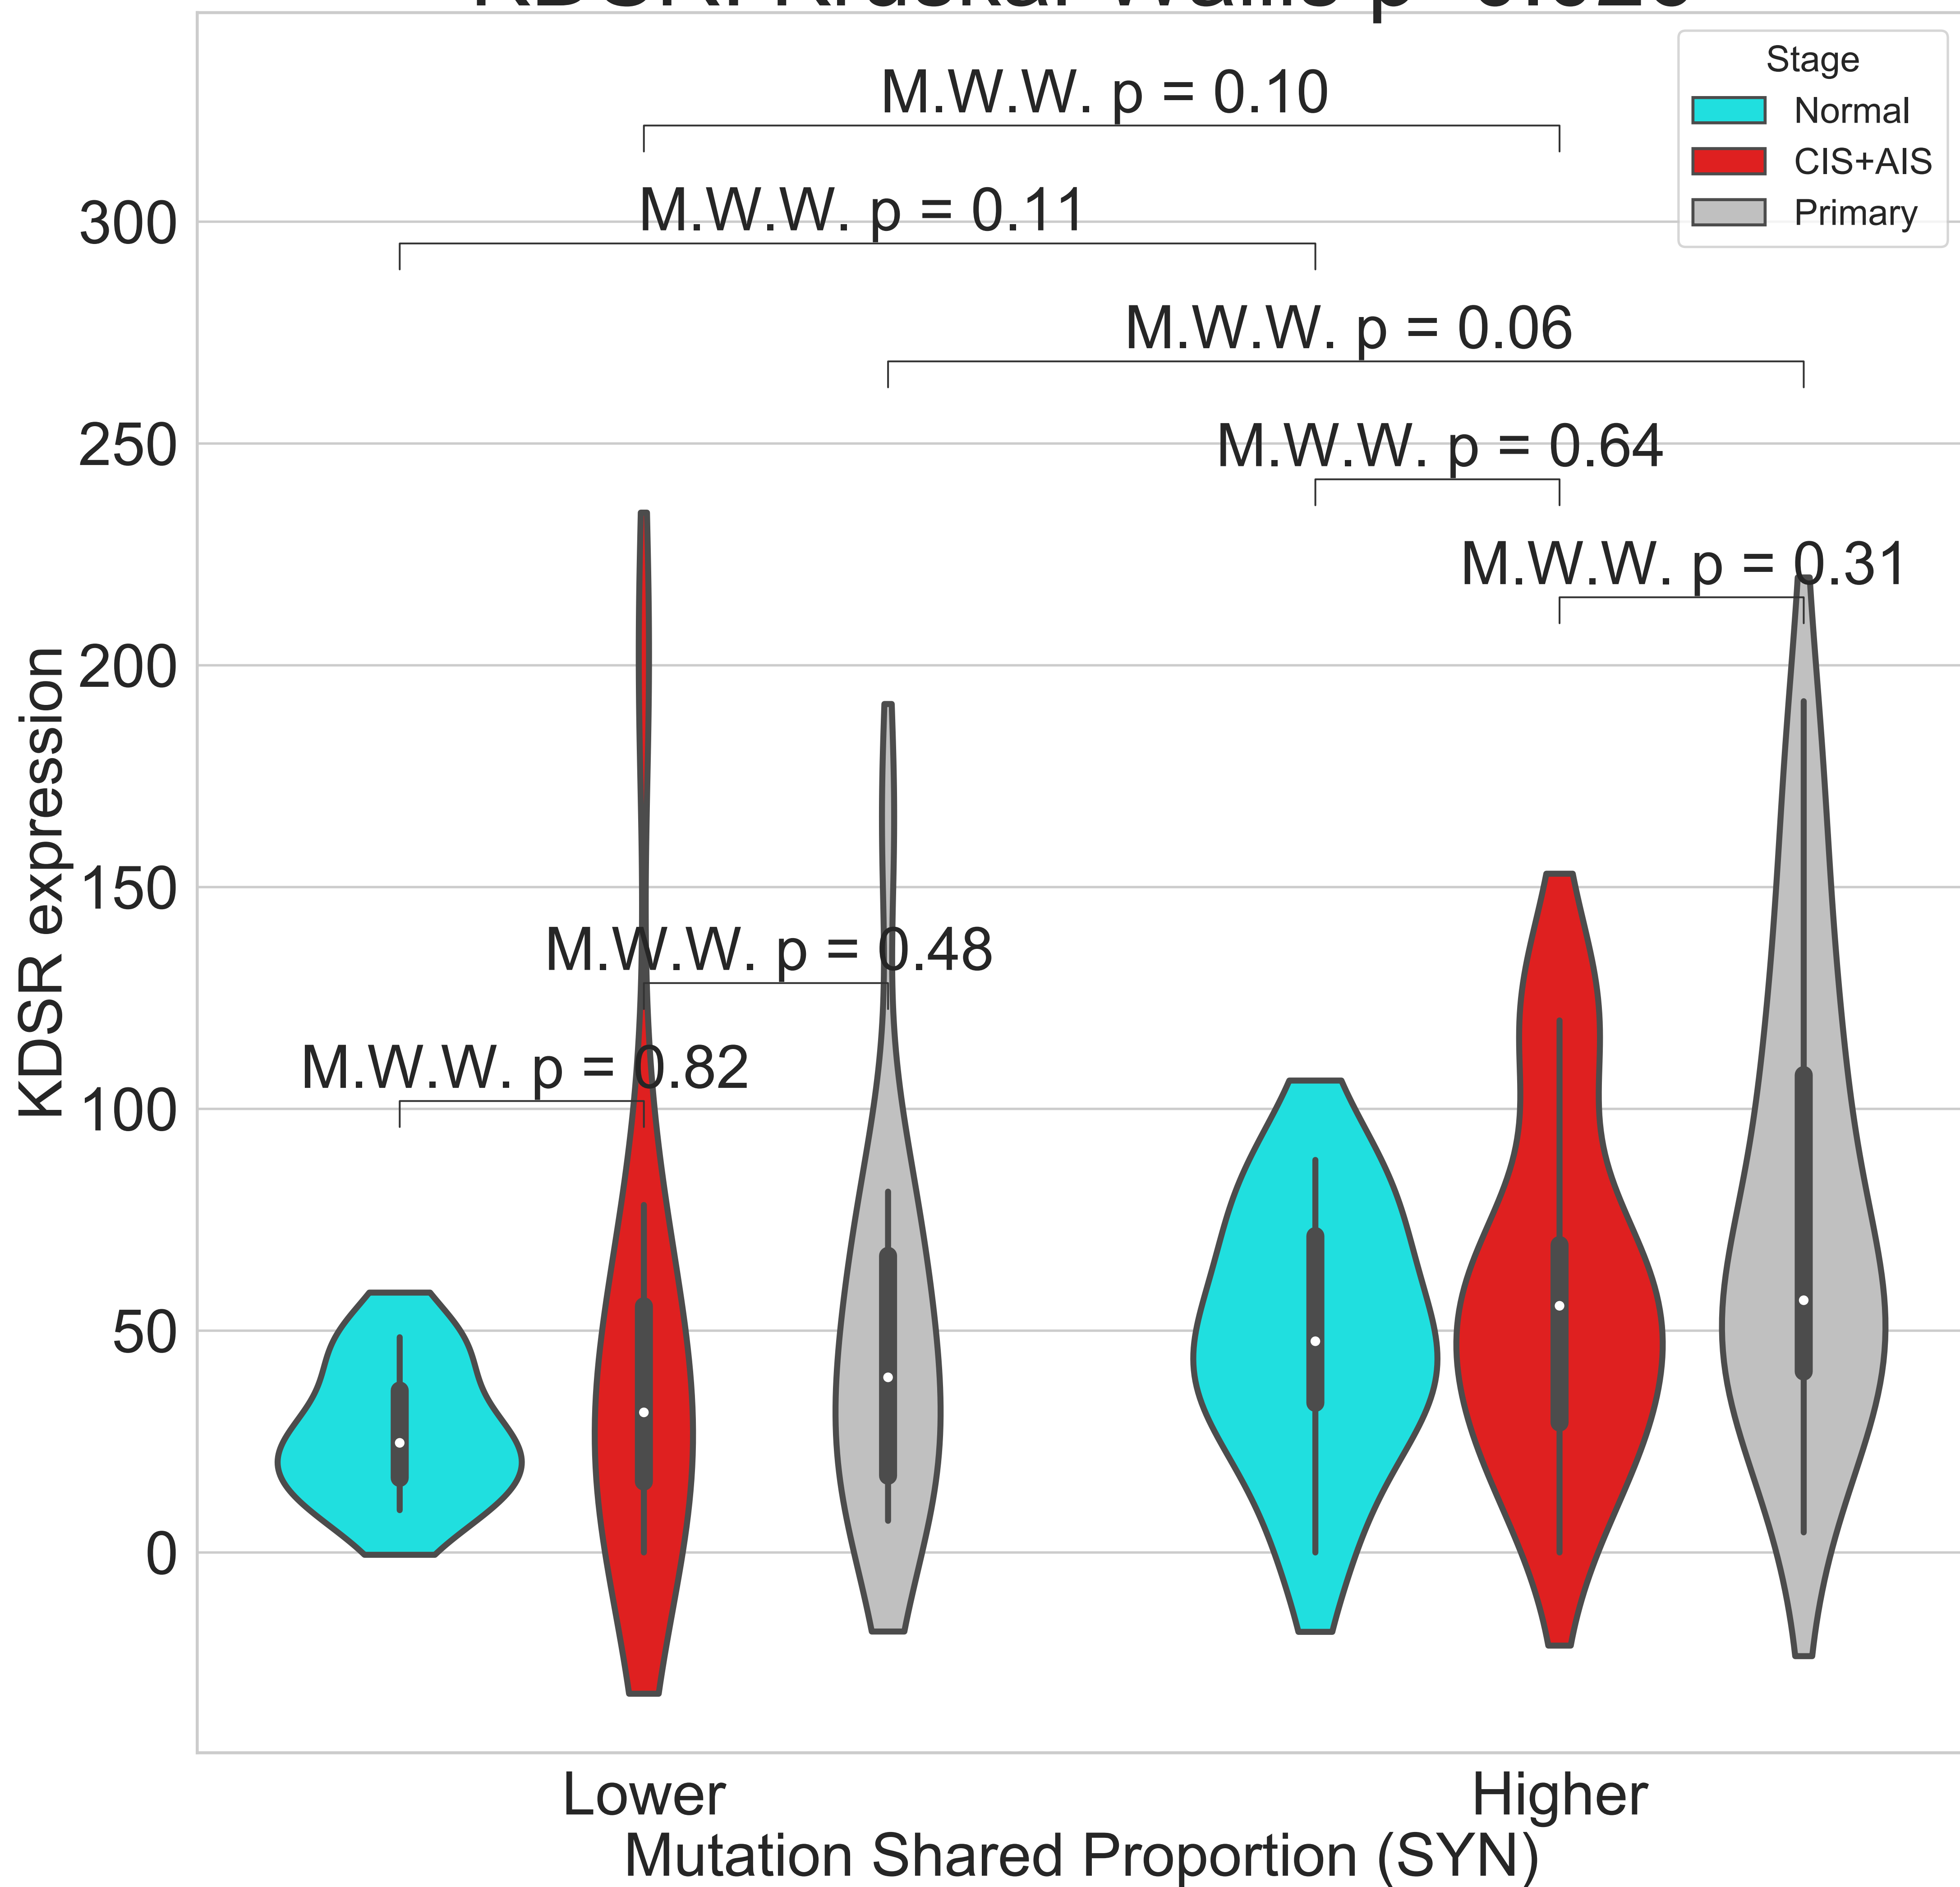 Stage
Normal
CIS+AIS
Primary
M.W.W. p = 0.10
M.W.W. p = 0.11
M.W.W. p = 0.06
M.W.W. p = 0.64
M.W.W. p = 0.31
M.W.W. p = 0.48
M.W.W. p = 0.82
KDSR expression
300
250
200
150
100
50
0
Lower
Higher
Mutation Shared Proportion (SYN)